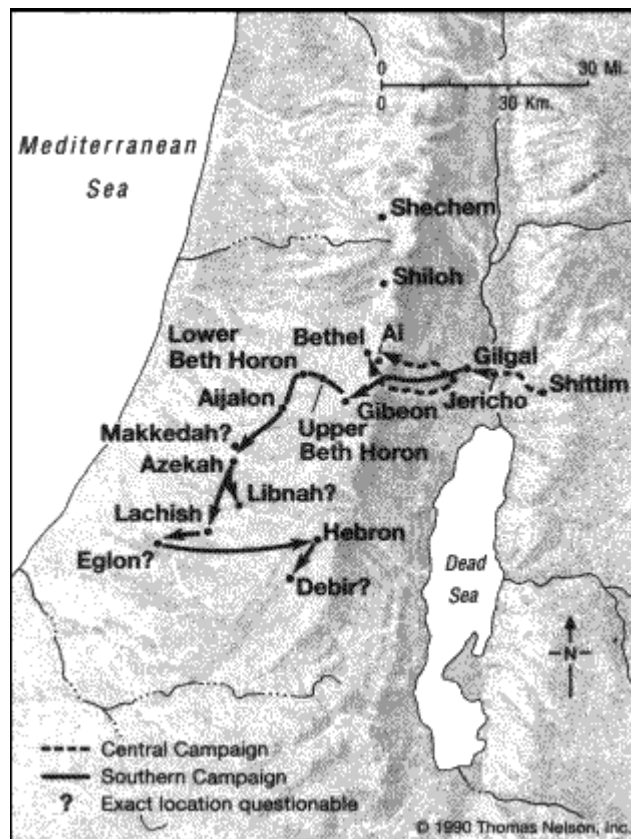 0 30 Mi.
0 30 Km.
Mediterranean
Sea
Shechem
Shiloh
Bethel
Ai
Lower
Beth Horon
Gilgal
Shittim
Jericho
Gibeon
Aijalon
Upper
Beth Horon
Makkedah?
Azekah
Libnah?
Lachish
Hebron
Eglon?
Debir?
Dead
Sea
N
Central Campaign
Southern Campaign
? Exact location questionable
© 1990 Thomas Nelson, Inc